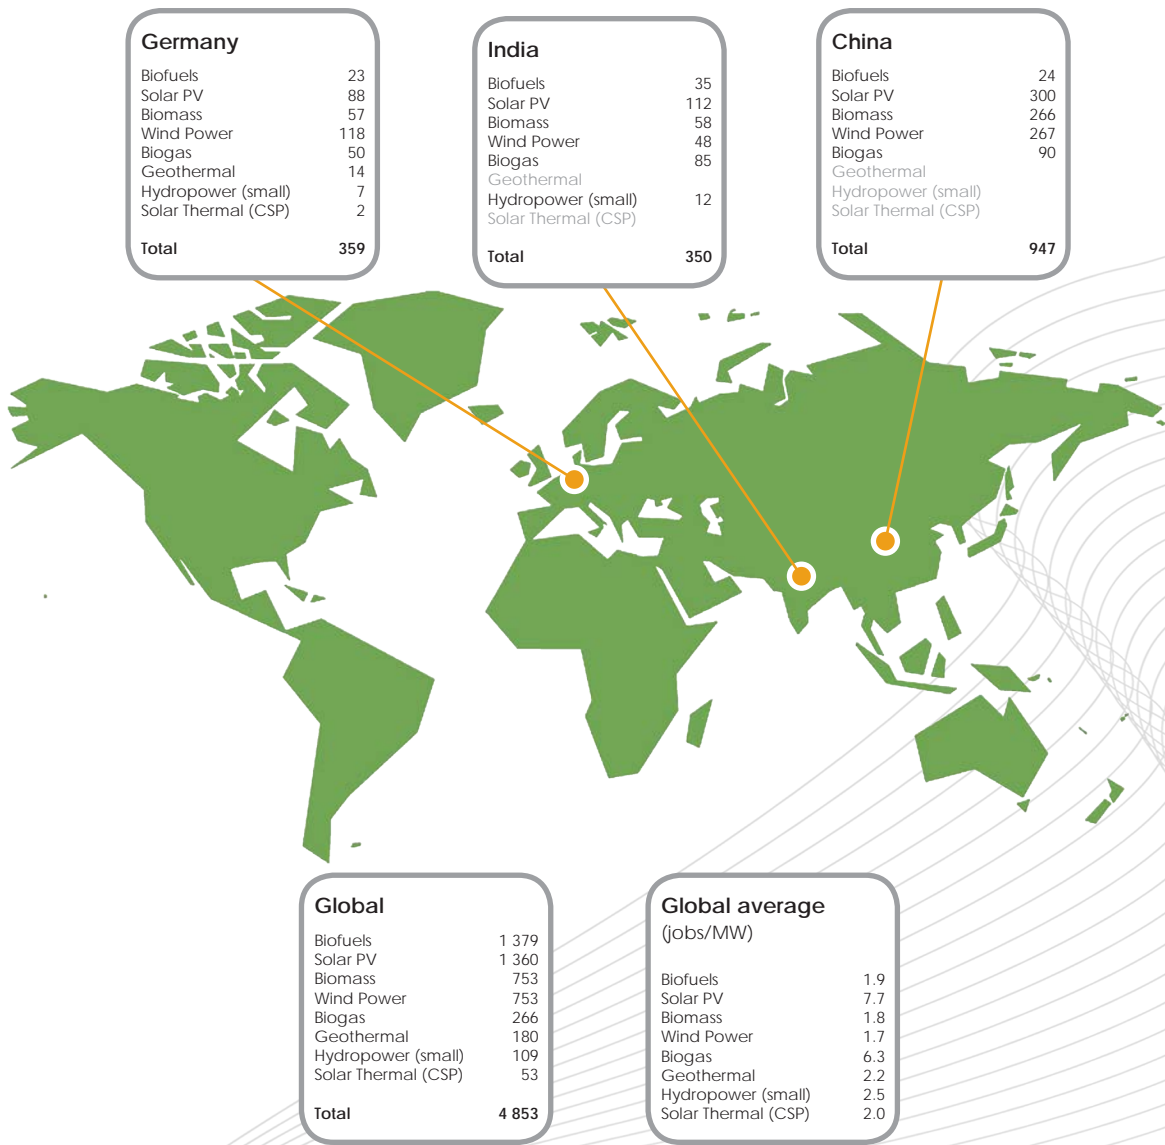 Germany
Biofuels 23
Solar PV 88
Biomass 57
Wind Power 118
Biogas 50
Geothermal 14
Hydropower (small) 7
Solar Thermal (CSP) 2
Total 359
India
Biofuels 35
Solar PV 112
Biomass 58
Wind Power 48
Biogas 85
Geothermal
Hydropower (small) 12
Solar Thermal (CSP)
Total 350
China
Biofuels 24
Solar PV 300
Biomass 266
Wind Power 267
Biogas 90
Geothermal
Hydropower (small)
Solar Thermal (CSP)
Total 947
Global
Biofuels 1 379
Solar PV 1 360
Biomass 753
Wind Power 753
Biogas 266
Geothermal 180
Hydropower (small) 109
Solar Thermal (CSP) 53
Total 4 853
Global average
(jobs/MW)
Biofuels 1.9
Solar PV 7.7
Biomass 1.8
Wind Power 1.7
Biogas 6.3
Geothermal 2.2
Hydropower (small) 2.5
Solar Thermal (CSP) 2.0